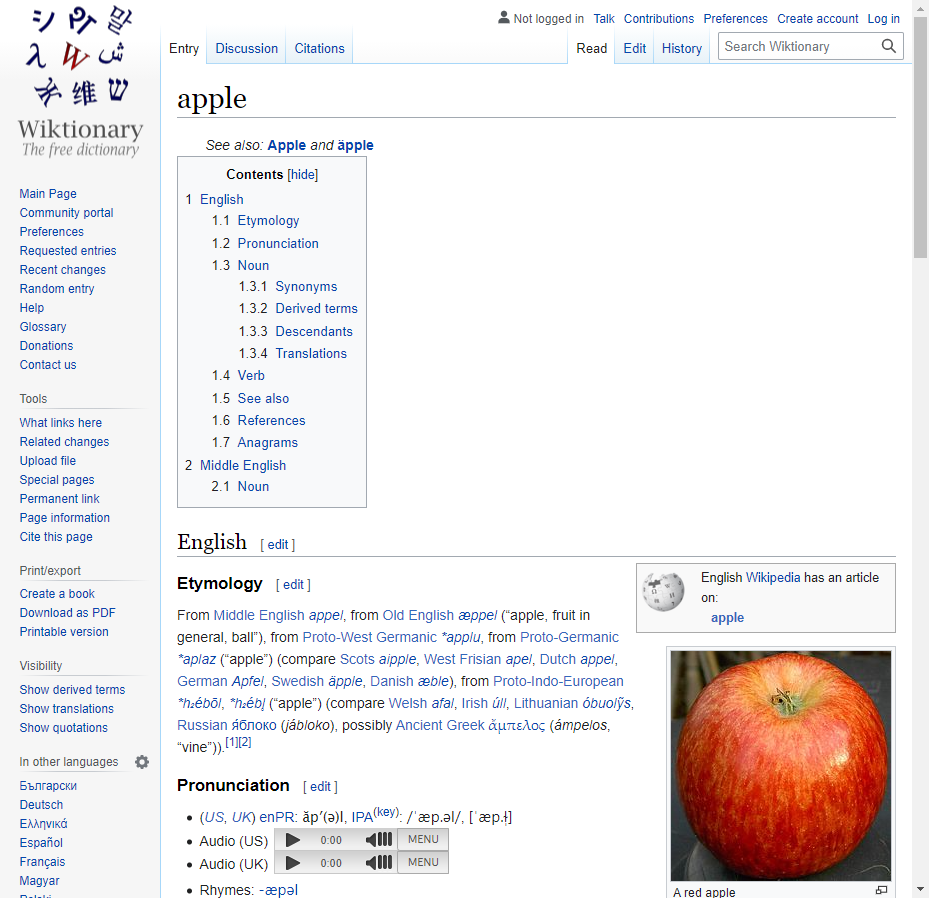 Not logged in Talk Contributions Preferences Create account Log in
シ 말
入 W ش
维 ש
Wiktionary
The free dictionary
Entry Discussion Citations Read Edit History Search Wiktionary
apple
See also: Apple and äpple
Contents [hide]
1 English
1.1 Etymology
1.2 Pronunciation
1.3 Noun
1.3.1 Synonyms
1.3.2 Derived terms
1.3.3 Descendants
1.3.4 Translations
1.4 Verb
1.5 See also
1.6 References
1.7 Anagrams
2 Middle English
2.1 Noun
Main Page
Community portal
Preferences
Requested entries
Recent changes
Random entry
Help
Glossary
Donations
Contact us
Tools
What links here
Related changes
Upload file
Special pages
Permanent link
Page information
Cite this page
Print/export
Create a book
Download as PDF
Printable version
Visibility
Show derived terms
Show translations
Show quotations
In other languages
Български
Deutsch
Ελληνικά
Español
Français
Magyar
English [ edit ]
Etymology [ edit ]
From Middle English appel, from Old English æppel (“apple, fruit in
general, ball”), from Proto-West Germanic *applu, from Proto-Germanic
*aplaz (“apple”) (compare Scots aipple, West Frisian apel, Dutch appel,
German Apfel, Swedish äpple, Danish æble), from Proto-Indo-European
*h₂ébōl, *h₂ébl̥ (“apple”) (compare Welsh afal, Irish úll, Lithuanian óbuolỹs,
Russian я́блоко (jábloko), possibly Ancient Greek ἄμπελος (ámpelos,
“vine”)).[1][2]
Pronunciation [ edit ]
(US, UK) enPR: ăp′(ə)l, IPA(key): /ˈæp.əl/, [ˈæp.ɫ̩]
Audio (US) 0:00 MENU
Audio (UK) 0:00 MENU
Rhymes: -æpəl
English Wikipedia has an article
on:
apple
A red apple